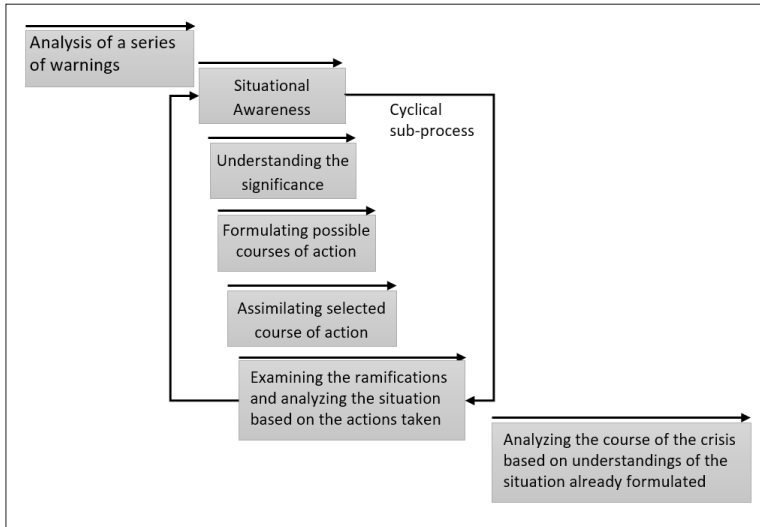 Analysis of a series
of warnings
Situational
Awareness
Cyclical
sub-process
Understanding the
significance
Formulating possible
courses of action
Assimilating selected
course of action
Examining the ramifications
and analyzing the situation
based on the actions taken
Analyzing the course of the crisis
based on understandings of the
situation already formulated